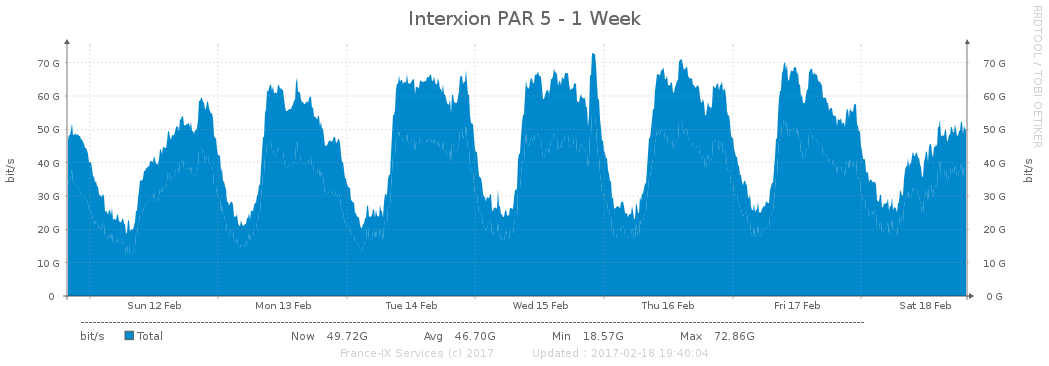 Interxion PAR 5 - 1 Week
RRDTOOL / TOBI OETIKER
bit/s
70 G 70 G
60 G 60 G
50 G 50 G
40 G 40 G
30 G 30 G
20 G 20 G
10 G 10 G
0 0 G
bit/s
Sun 12 Feb Mon 13 Feb Tue 14 Feb Wed 15 Feb Thu 16 Feb Fri 17 Feb Sat 18 Feb
bit/s Total Now 49.72G Avg 46.70G Min 18.57G Max 72.86G
France-IX Services (c) 2017 Updated : 2017-02-18 19:40:04